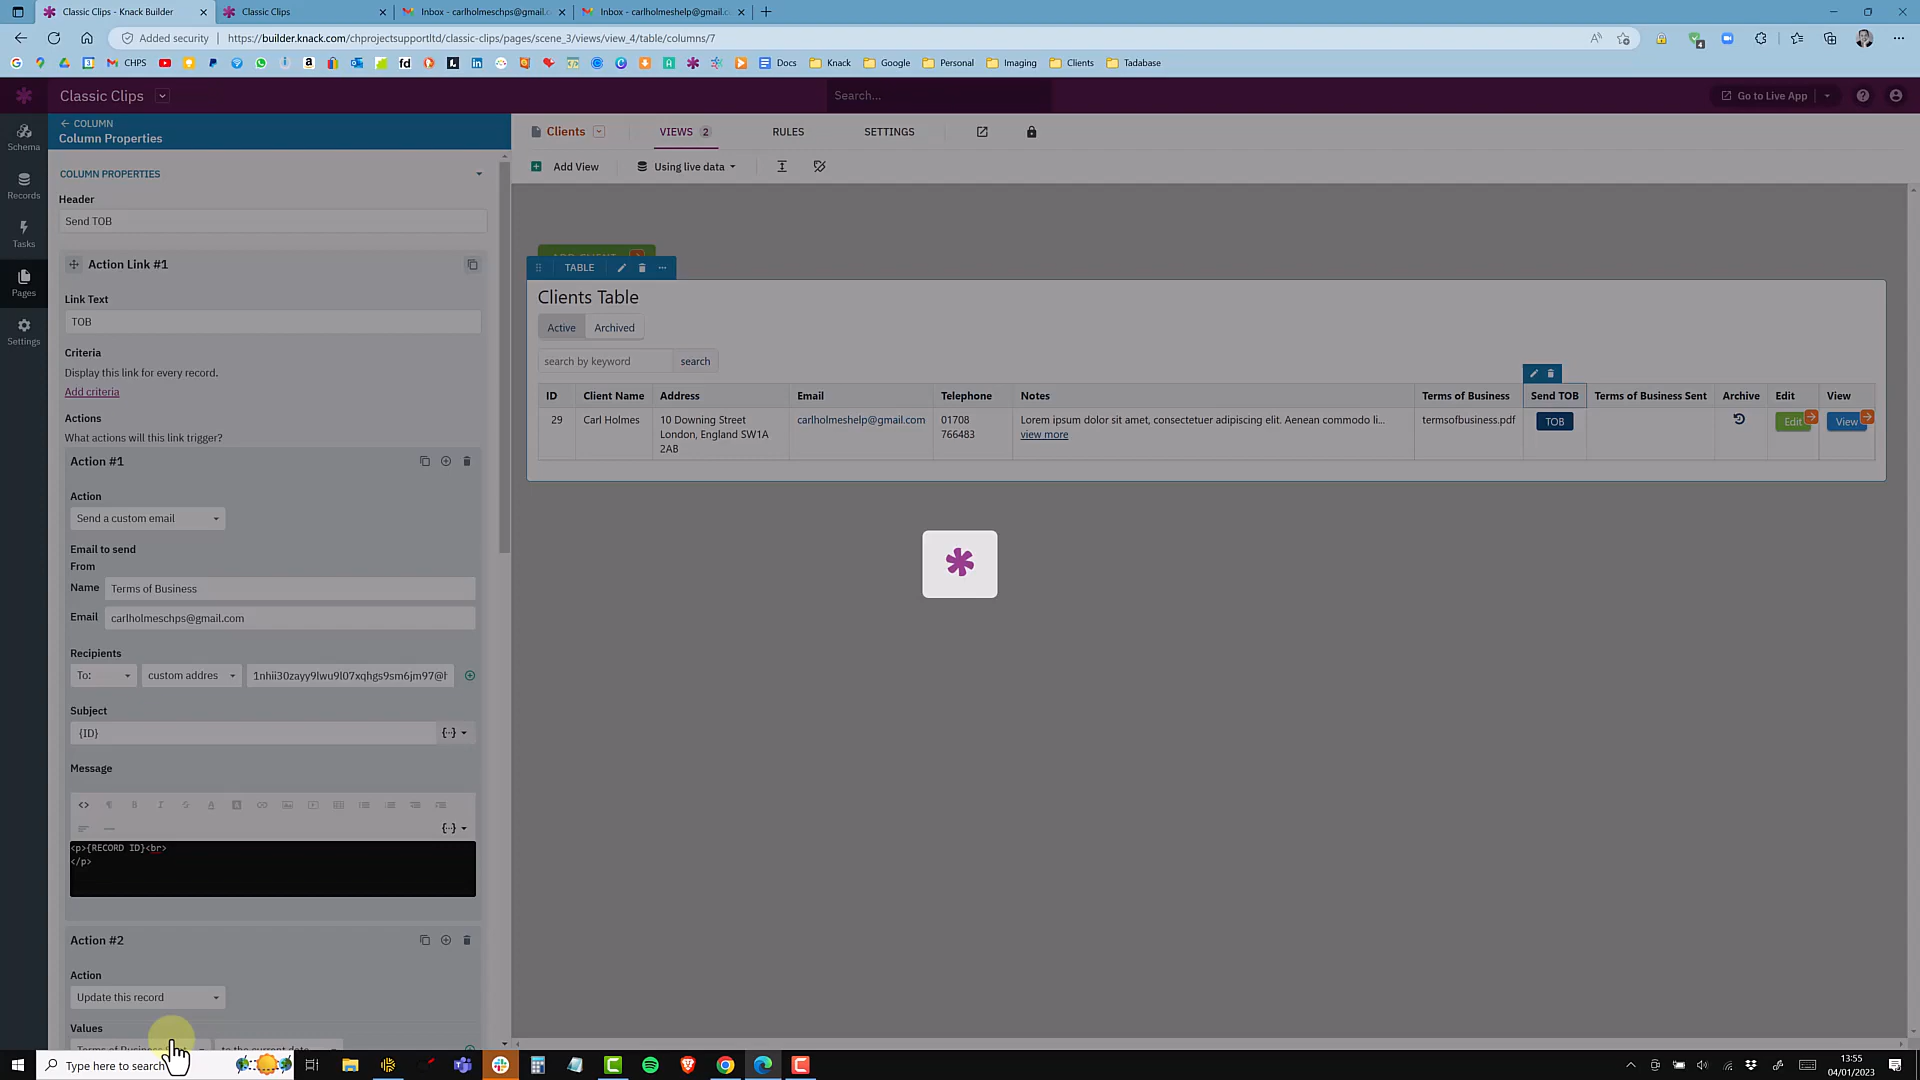 Classic Clips - Knack Builder
Classic Clips
Inbox - carlholmeschps@gmail.c
Inbox - carlholmeshelp@gmail.c
Added security
https://builder.knack.com/chprojectsupportltd/classic-clips/pages/scene_3/views/view_4/table/columns/7
CHPS
Docs
Knack
Google
Personal
Imaging
Clients
Tadabase
Classic Clips
Search...
Go to Live App
Schema
Records
Tasks
Pages
Settings
COLUMN
Column Properties
COLUMN PROPERTIES
Header
Send TOB
Action Link #1
Link Text
TOB
Criteria
Display this link for every record.
Add criteria
Actions
What actions will this link trigger?
Action #1
Action
Send a custom email
Email to send
From
Name
Terms of Business
Email
carlholmeschps@gmail.com
Recipients
To:
custom addres
1nhii30zayy9lwu9l07xqhgs9sm6jm97@h
Subject
{ID}
Message
<p>{RECORD ID}<br>
</p>
Action #2
Action
Update this record
Values
to the current date
Clients
VIEWS 2
RULES
SETTINGS
Add View
Using live data
TABLE
Clients Table
Active
Archived
search by keyword
search
ID
Client Name
Address
Email
Telephone
Notes
Terms of Business
Send TOB
Terms of Business Sent
Archive
Edit
View
29
Carl Holmes
10 Downing Street
London, England SW1A
2AB
carlholmeshelp@gmail.com
01708
766483
Lorem ipsum dolor sit amet, consectetuer adipiscing elit. Aenean commodo li...
view more
termsofbusiness.pdf
TOB
Edit
View
Type here to search
13:55
04/01/2023